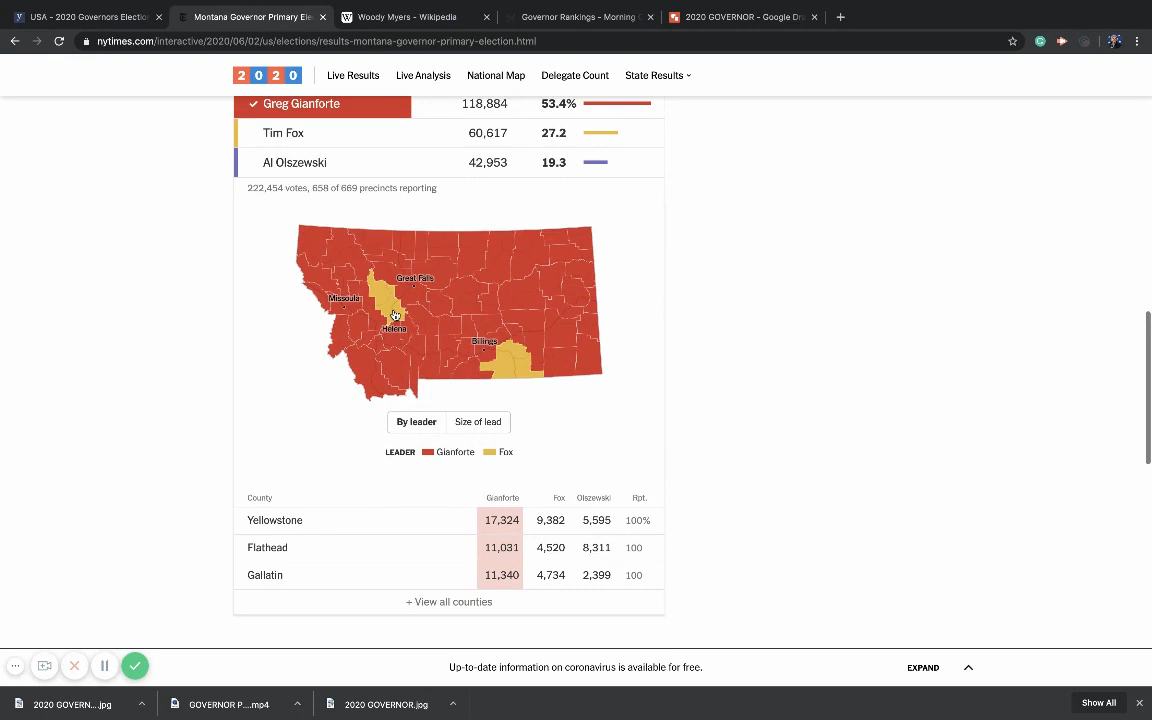 USA - 2020 Governors Electio
Montana Governor Primary Ele
Woody Myers - Wikipedia
Governor Rankings - Morning C
2020 GOVERNOR - Google Dra
nytimes.com/interactive/2020/06/02/us/elections/results-montana-governor-primary-election.html
2020
Live Results
Live Analysis
National Map
Delegate Count
State Results
Greg Gianforte 118,884 53.4%
Tim Fox 60,617 27.2
Al Olszewski 42,953 19.3
222,454 votes, 658 of 669 precincts reporting
Great Falls
Missoula
Helena
Billings
By leader Size of lead
LEADER Gianforte Fox
County Gianforte Fox Olszewski Rpt.
Yellowstone 17,324 9,382 5,595 100%
Flathead 11,031 4,520 8,311 100
Gallatin 11,340 4,734 2,399 100
+ View all counties
Up-to-date information on coronavirus is available for free.
EXPAND
2020 GOVERN....jpg
GOVERNOR P....mp4
2020 GOVERNOR.jpg
Show All